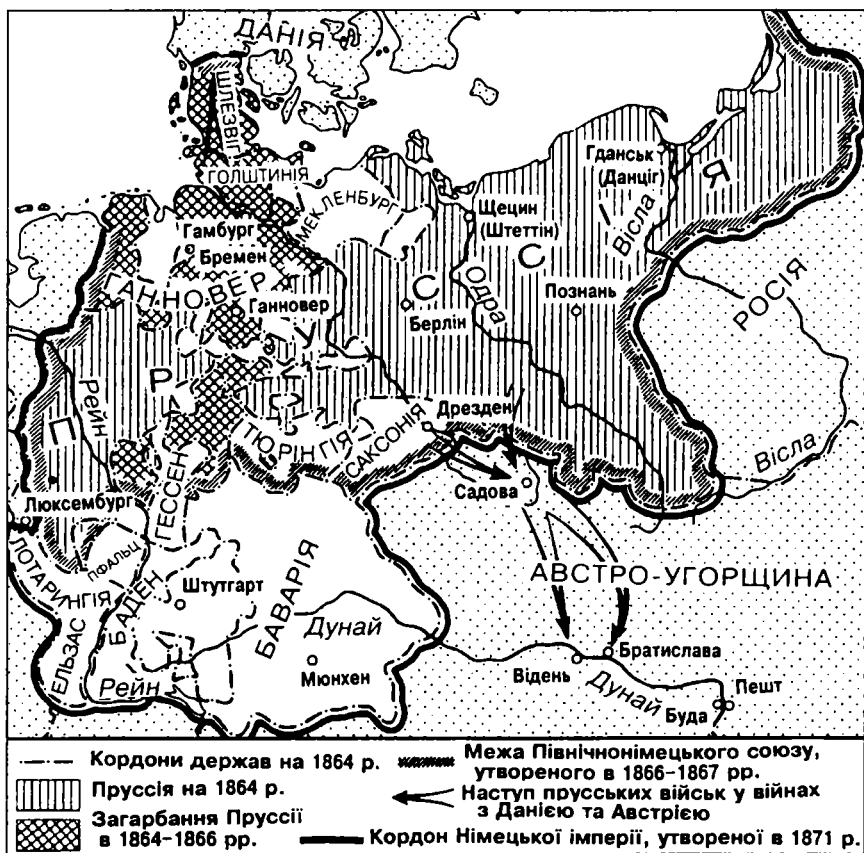 ДАНІЯ
ШЛЕЗВІГ
ГОЛШТИНІЯ
МЕКЛЕНБУРГ
Гданськ
(Данціг)
Щецин
(Штеттін)
Вісла
Я
Гамбург
Бремен
ГАННОВЕР
Ганновер
С
С
Одра
Берлін
Познань
РОСІЯ
У
Р
П
Рейн
Дрезден
ТЮРІНГІЯ
САКСОНІЯ
Садова
Вісла
Люксембург
ГЕССЕН
ПФАЛЬЦ
ЛОТАРИНГІЯ
БАДЕН
Штутгарт
БАВАРІЯ
АВСТРО-УГОРЩИНА
ЕЛЬЗАС
Дунай
Рейн
Мюнхен
Братислава
Відень
Дунай
Пешт
Буда
Кордони держав на 1864 р.
Пруссія на 1864 р.
Загарбання Пруссії
в 1864–1866 рр.
Межа Північнонімецького союзу,
утвореного в 1866–1867 рр.
Наступ прусських військ у війнах
з Данією та Австрією
Кордон Німецької імперії, утвореної в 1871 р.